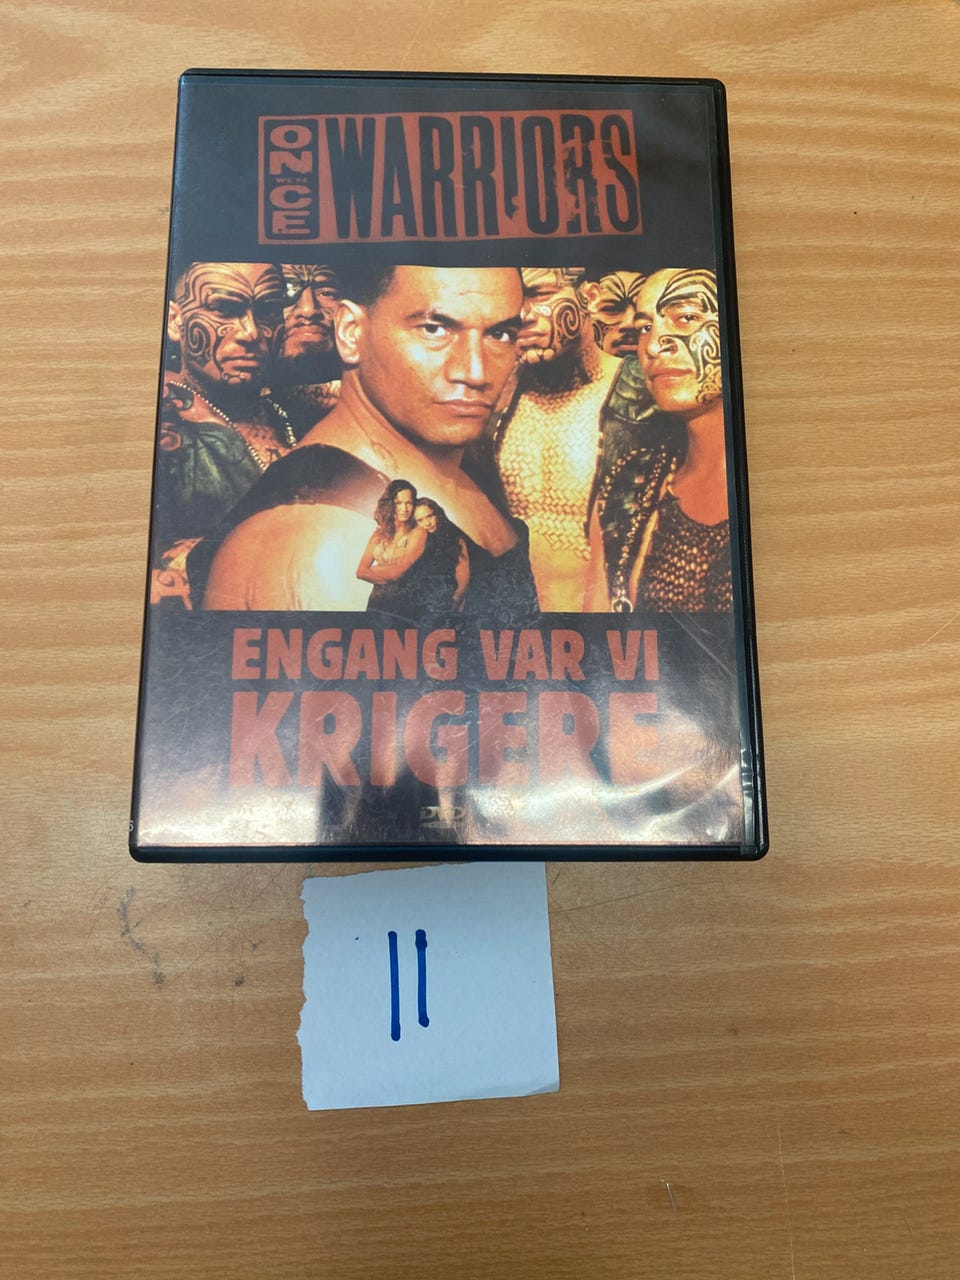 ONCE
WERE
WARRIORS
ENGANG VAR VI
KRIGERE
DVD
11